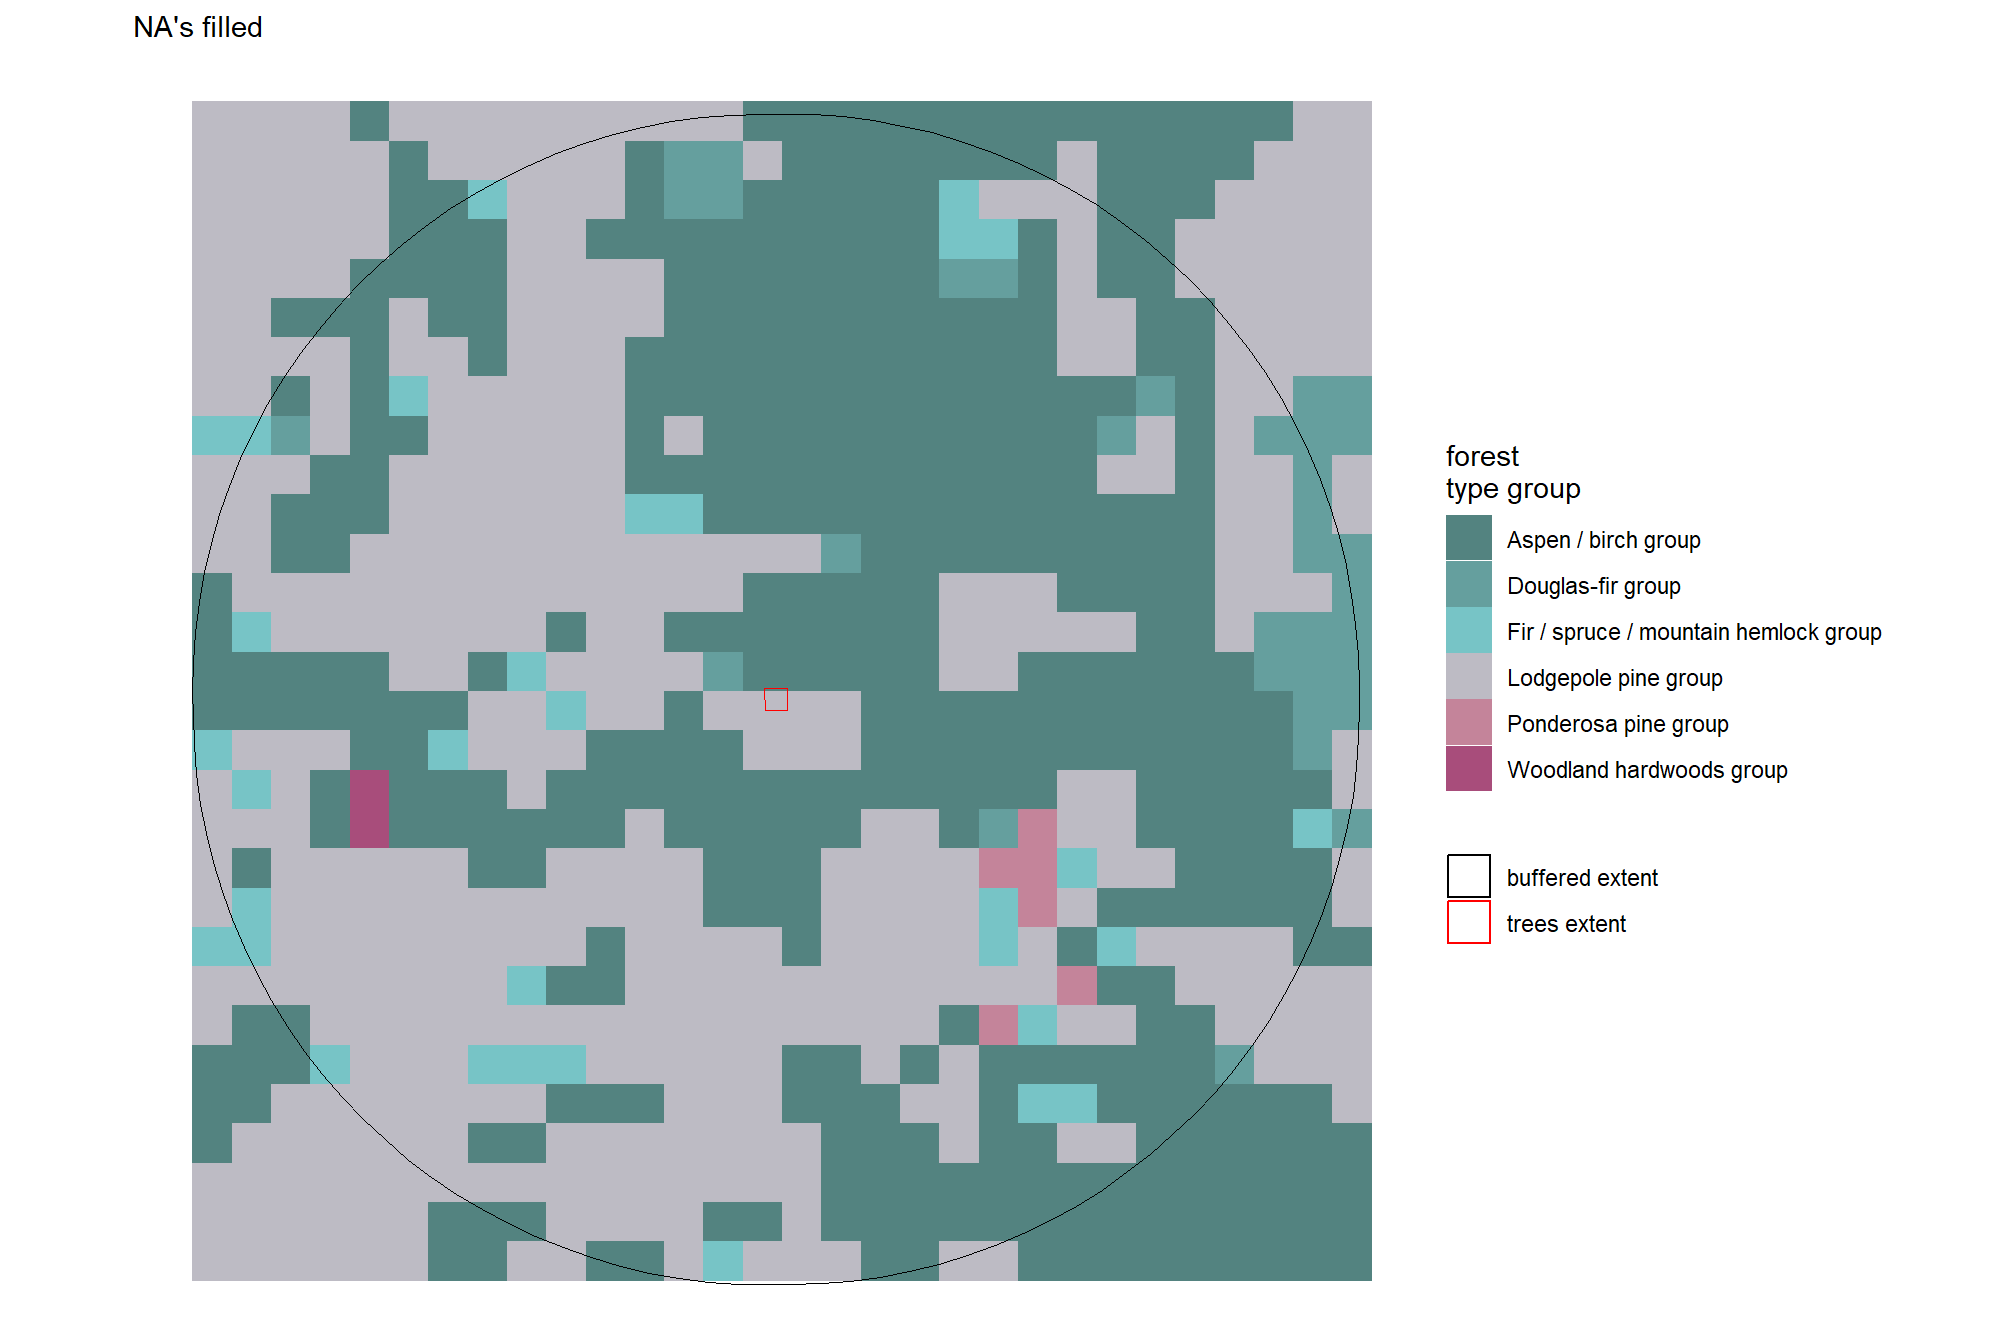 NA's filled
forest
type group
Aspen / birch group
Douglas-fir group
Fir / spruce / mountain hemlock group
Lodgepole pine group
Ponderosa pine group
Woodland hardwoods group
buffered extent
trees extent